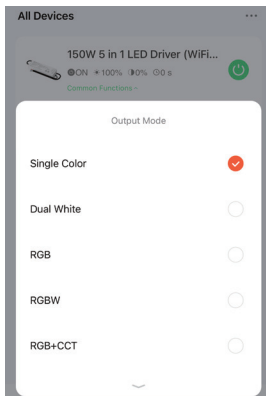 All Devices
150W 5 in 1 LED Driver (WiFi...
ON 100% 0% 0 s
Common Functions
Output Mode
Single Color
Dual White
RGB
RGBW
RGB+CCT